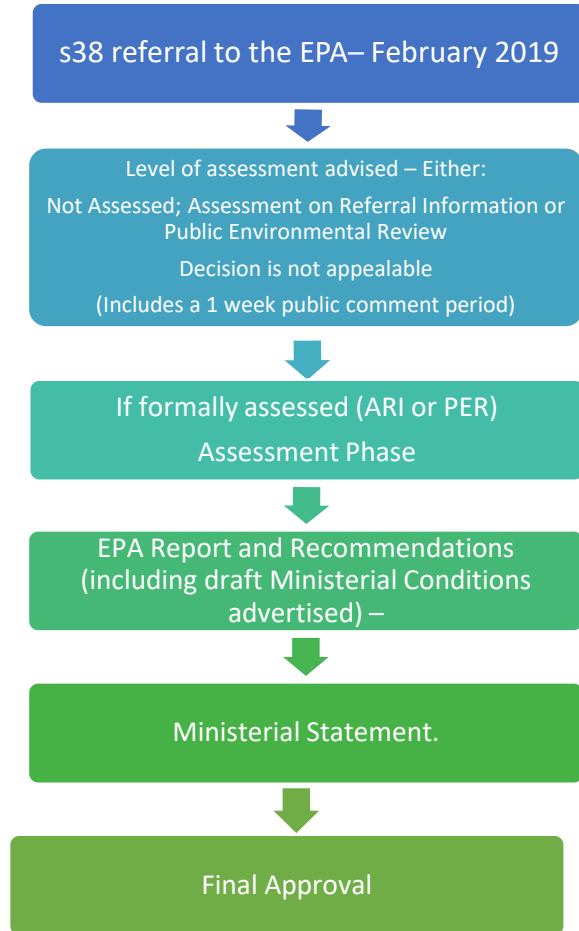 s38 referral to the EPA– February 2019
Level of assessment advised – Either:
Not Assessed; Assessment on Referral Information or
Public Environmental Review
Decision is not appealable
(Includes a 1 week public comment period)
If formally assessed (ARI or PER)
Assessment Phase
EPA Report and Recommendations
(including draft Ministerial Conditions
advertised) –
Ministerial Statement.
Final Approval